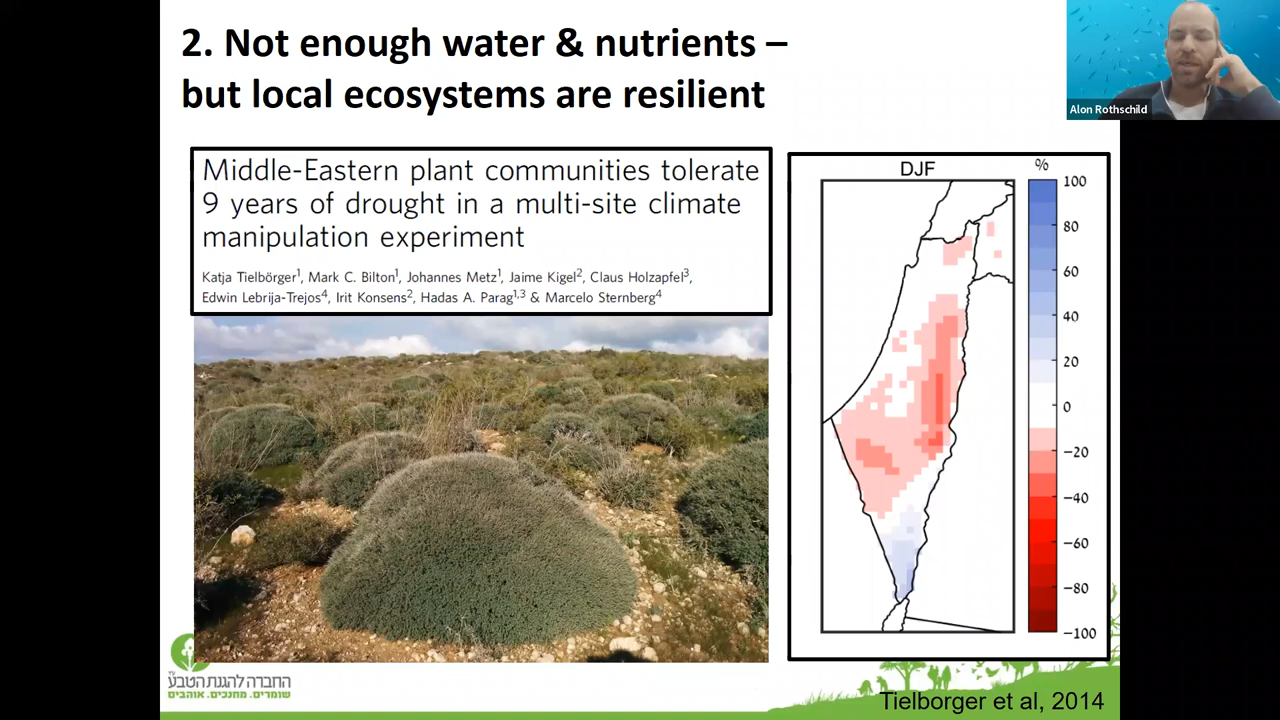 2. Not enough water & nutrients –
but local ecosystems are resilient
Alon Rothschild
Middle-Eastern plant communities tolerate
9 years of drought in a multi-site climate
manipulation experiment
Katja Tielbörger¹, Mark C. Bilton¹, Johannes Metz¹, Jaime Kigel², Claus Holzapfel³,
Edwin Lebrija-Trejos⁴, Irit Konsens², Hadas A. Parag¹,³ & Marcelo Sternberg⁴
DJF
%
100
80
60
40
20
0
−20
−40
−60
−80
−100
החברה להגנת הטבע
שומרים. מחנכים. אוהבים.
Tielborger et al, 2014